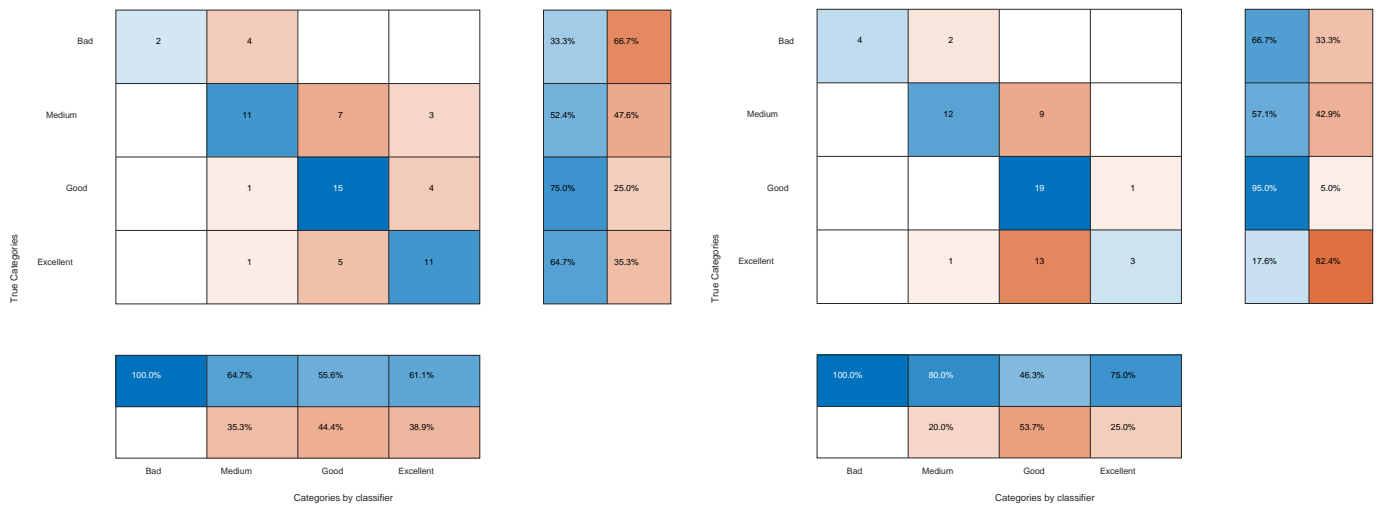 Bad 2 4 33.3% 66.7%
Medium 11 7 3 52.4% 47.6%
Good 1 15 4 75.0% 25.0%
Excellent 1 5 11 64.7% 35.3%
True Categories
100.0% 64.7% 55.6% 61.1%
35.3% 44.4% 38.9%
Bad Medium Good Excellent
Categories by classifier
Bad 4 2 66.7% 33.3%
Medium 12 9 57.1% 42.9%
Good 19 1 95.0% 5.0%
Excellent 1 13 3 17.6% 82.4%
True Categories
100.0% 80.0% 46.3% 75.0%
20.0% 53.7% 25.0%
Bad Medium Good Excellent
Categories by classifier